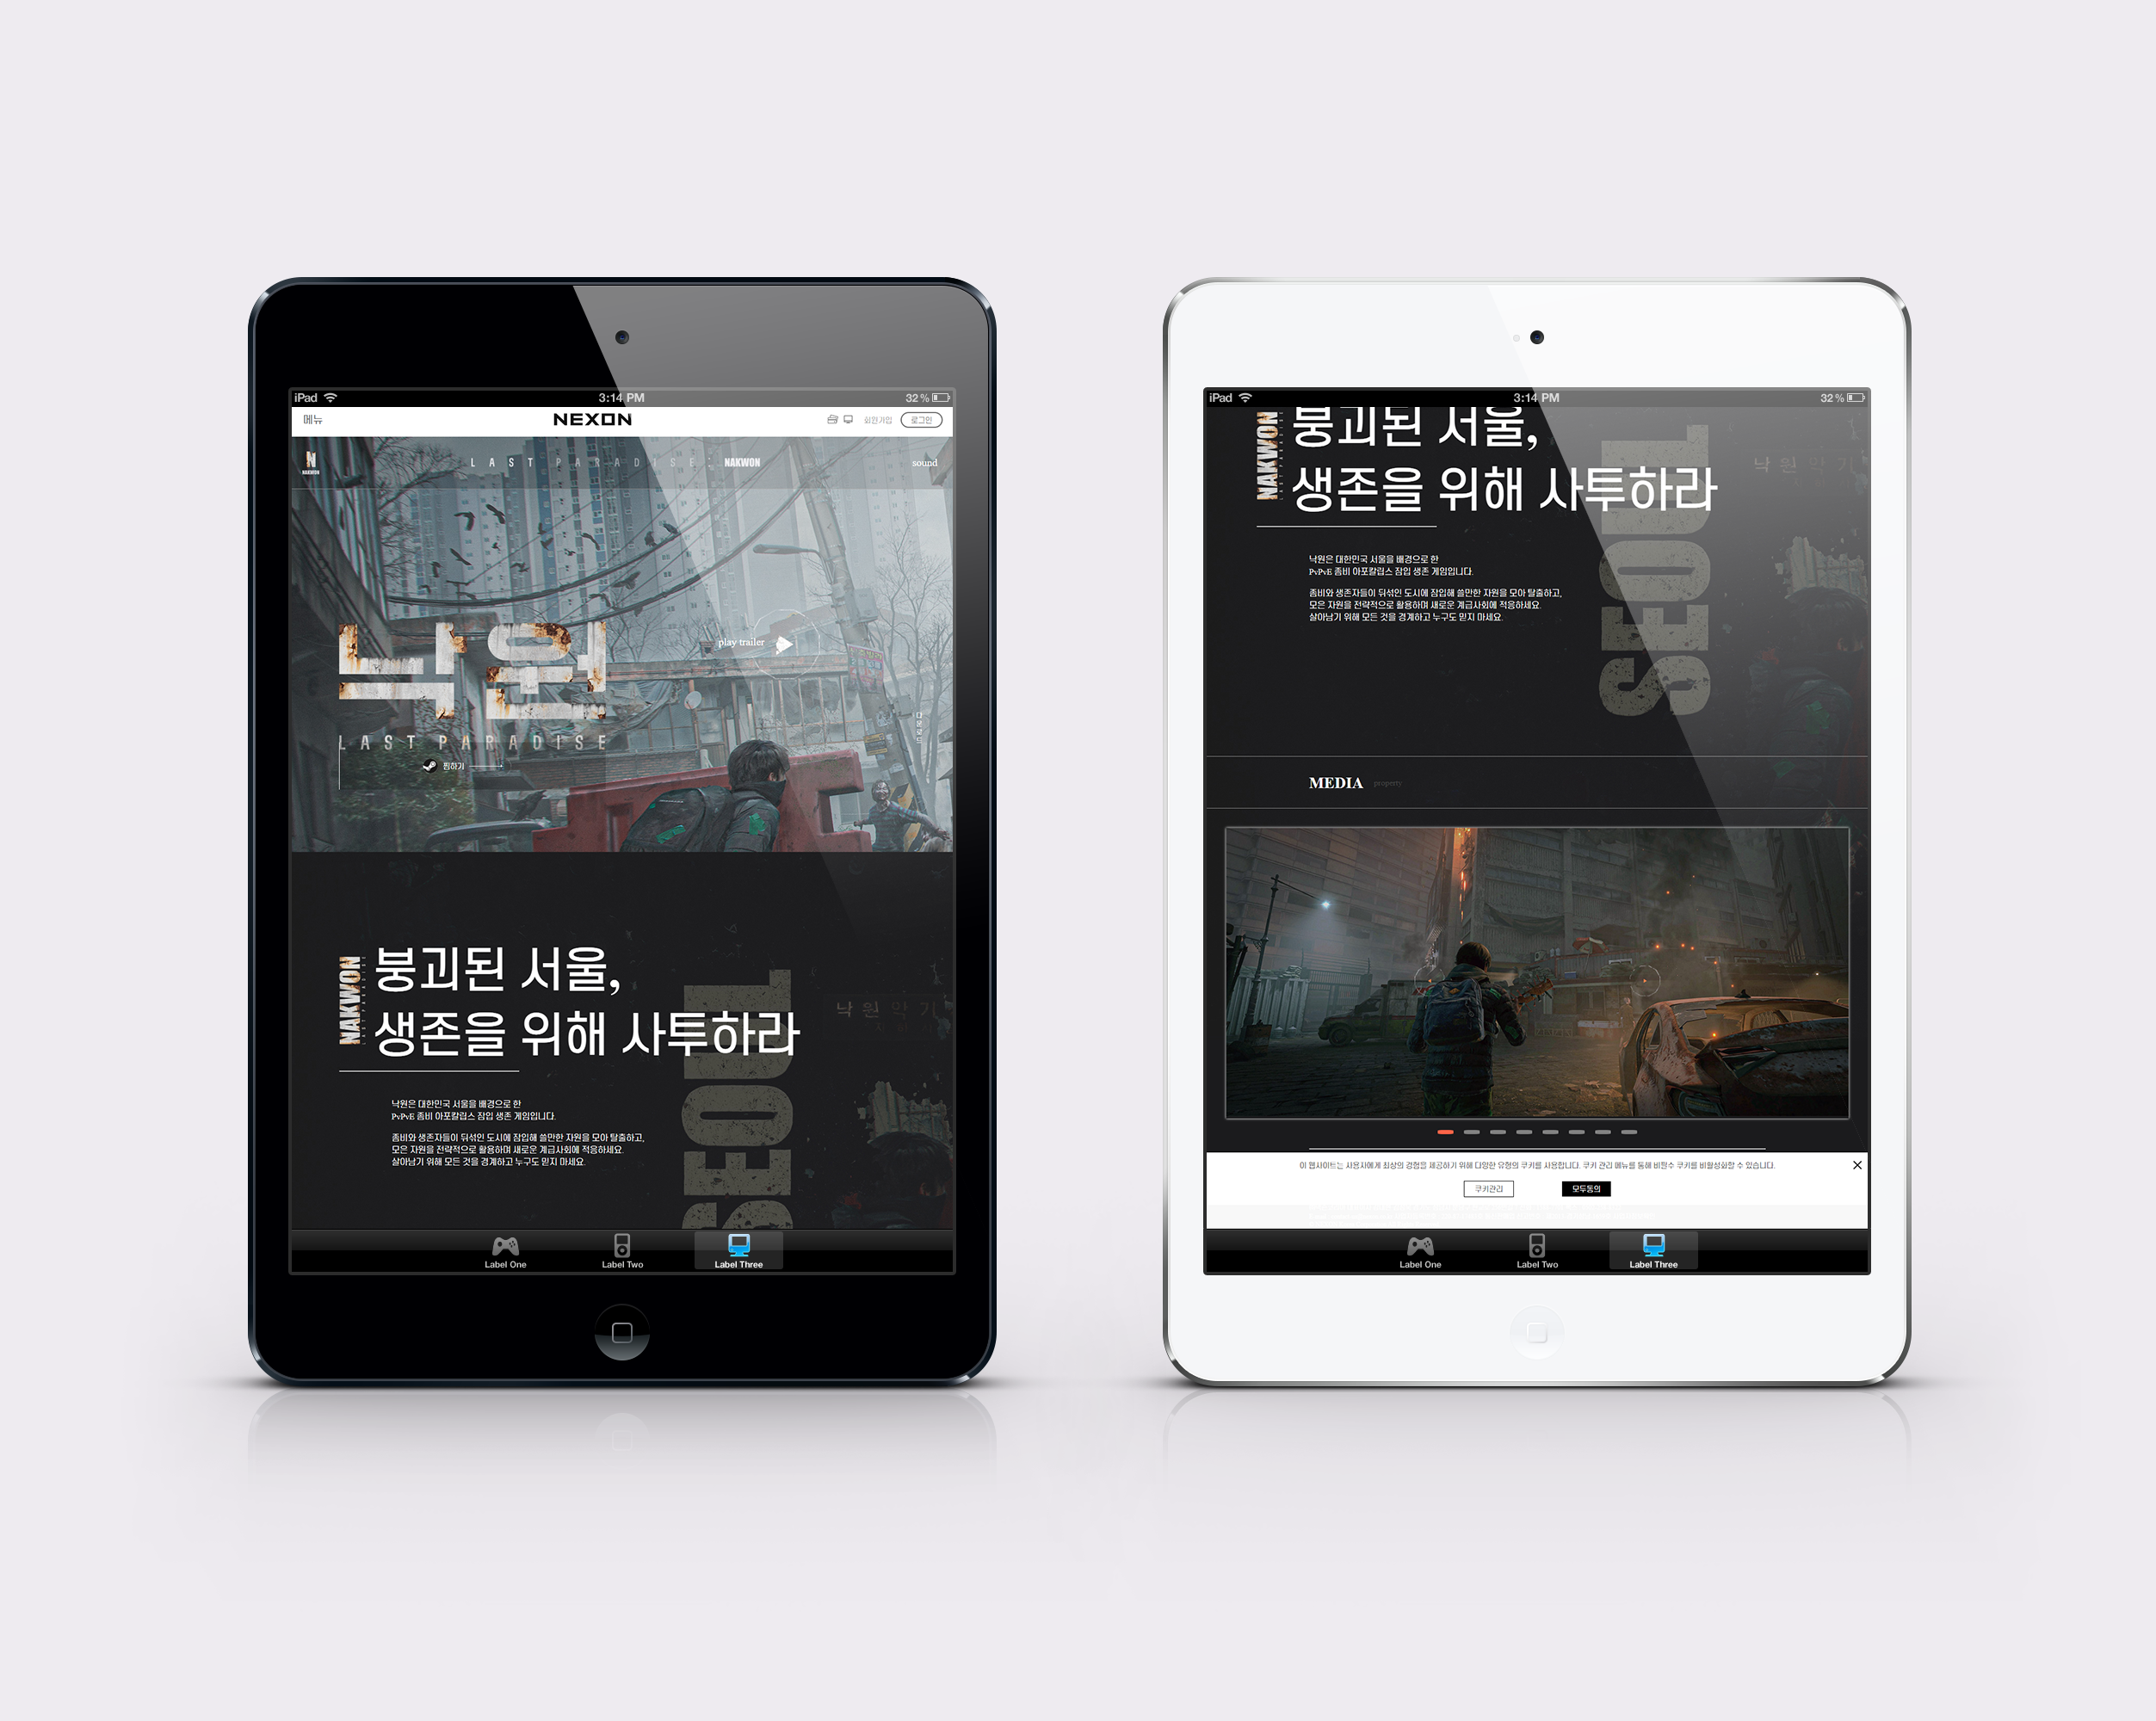 iPad
3:14 PM
32 %
메뉴
NEXON
회원가입
로그인
N
NAKWON
LAST PARADISE : NAKWON
sound
play trailer
낙원
LAST PARADISE
찜하기
다운로드
NAKWON
LAST PARADISE
붕괴된 서울,
생존을 위해 사투하라
SEOUL
낙원악기
낙원은 대한민국 서울을 배경으로 한
PvPvE 좀비 아포칼립스 잠입 생존 게임입니다.
좀비와 생존자들이 뒤섞인 도시에 잠입해 쓸만한 자원을 모아 탈출하고,
모은 자원을 전략적으로 활용하며 새로운 계급사회에 적응하세요.
살아남기 위해 모든 것을 경계하고 누구도 믿지 마세요.
Label One
Label Two
Label Three
iPad
3:14 PM
32 %
NAKWON
붕괴된 서울,
생존을 위해 사투하라
SEOUL
낙원악기
낙원은 대한민국 서울을 배경으로 한
PvPvE 좀비 아포칼립스 잠입 생존 게임입니다.
좀비와 생존자들이 뒤섞인 도시에 잠입해 쓸만한 자원을 모아 탈출하고,
모은 자원을 전략적으로 활용하며 새로운 계급사회에 적응하세요.
살아남기 위해 모든 것을 경계하고 누구도 믿지 마세요.
MEDIA
property
이 웹사이트는 사용자에게 최상의 경험을 제공하기 위해 다양한 유형의 쿠키를 사용합니다. 쿠키 관리 메뉴를 통해 비필수 쿠키를 비활성화할 수 있습니다.
쿠키관리
모두동의
Label One
Label Two
Label Three